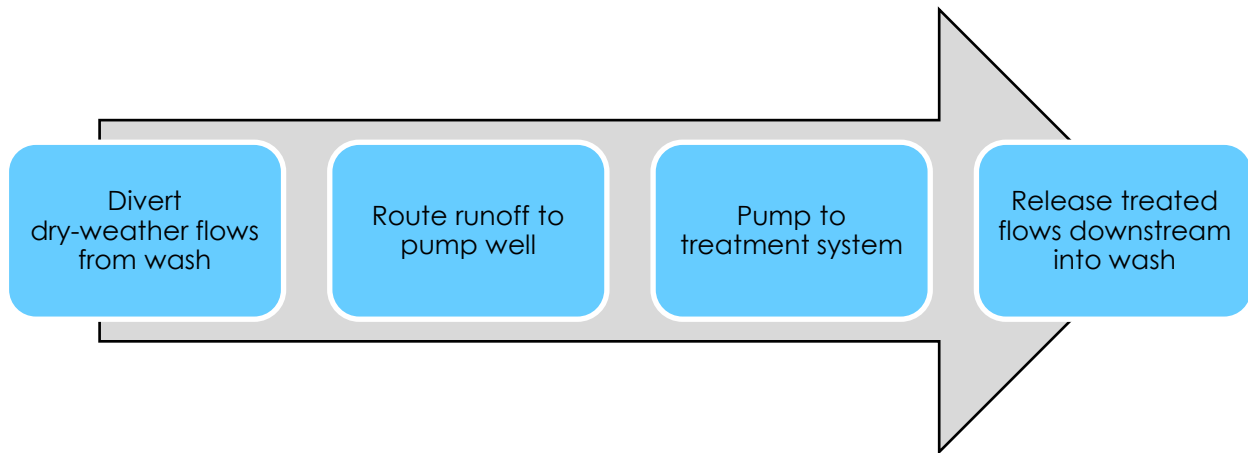 Divert
dry-weather flows
from wash
Route runoff to
pump well
Pump to
treatment system
Release treated
flows downstream
into wash